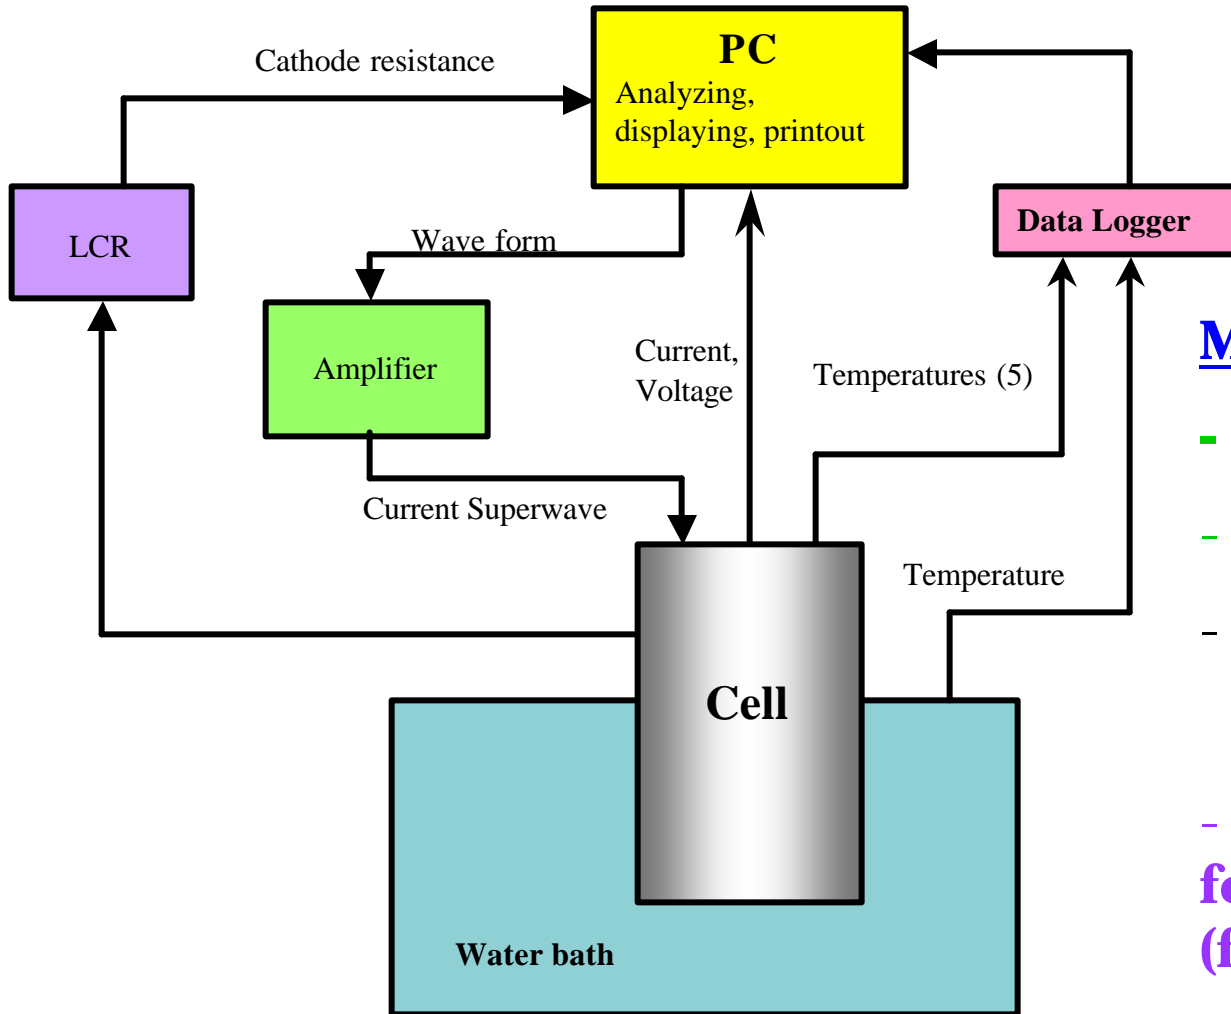 PC
Cathode resistance
Analyzing,
displaying, printout
LCR
Wave form
Data Logger
Amplifier
Current,
Voltage
Temperatures (5)
Current Superwave
Temperature
Cell
Water bath